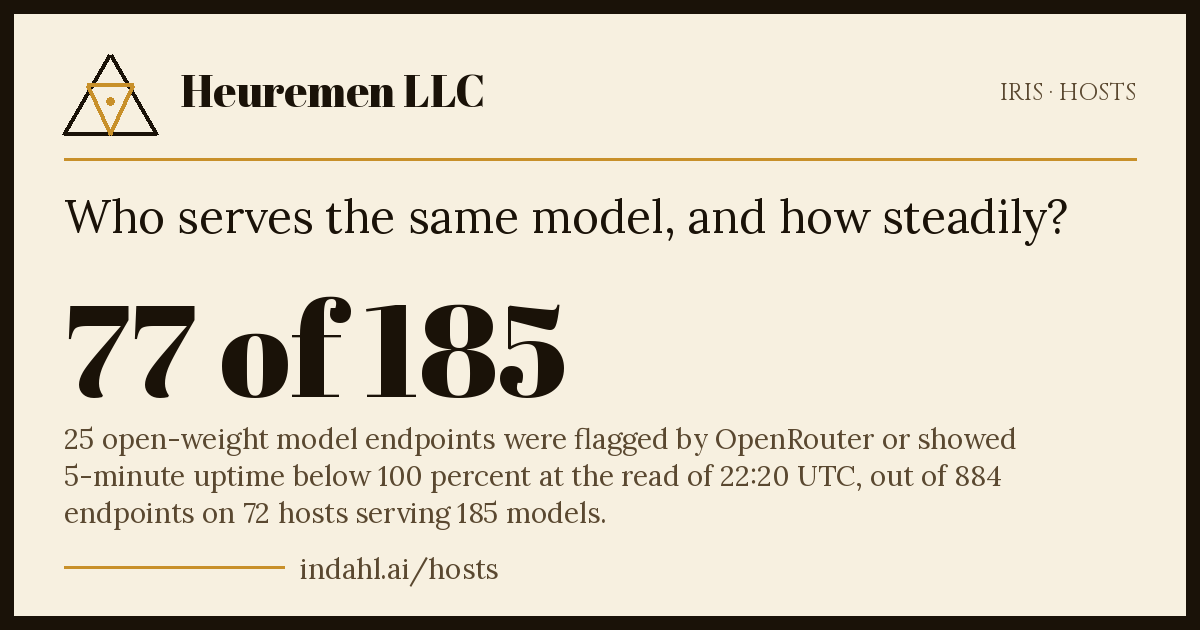 Heuremen LLC
IRIS · HOSTS
Who serves the same model, and how steadily?
77 of 185
25 open-weight model endpoints were flagged by OpenRouter or showed
5-minute uptime below 100 percent at the read of 22:20 UTC, out of 884
endpoints on 72 hosts serving 185 models.
indahl.ai/hosts